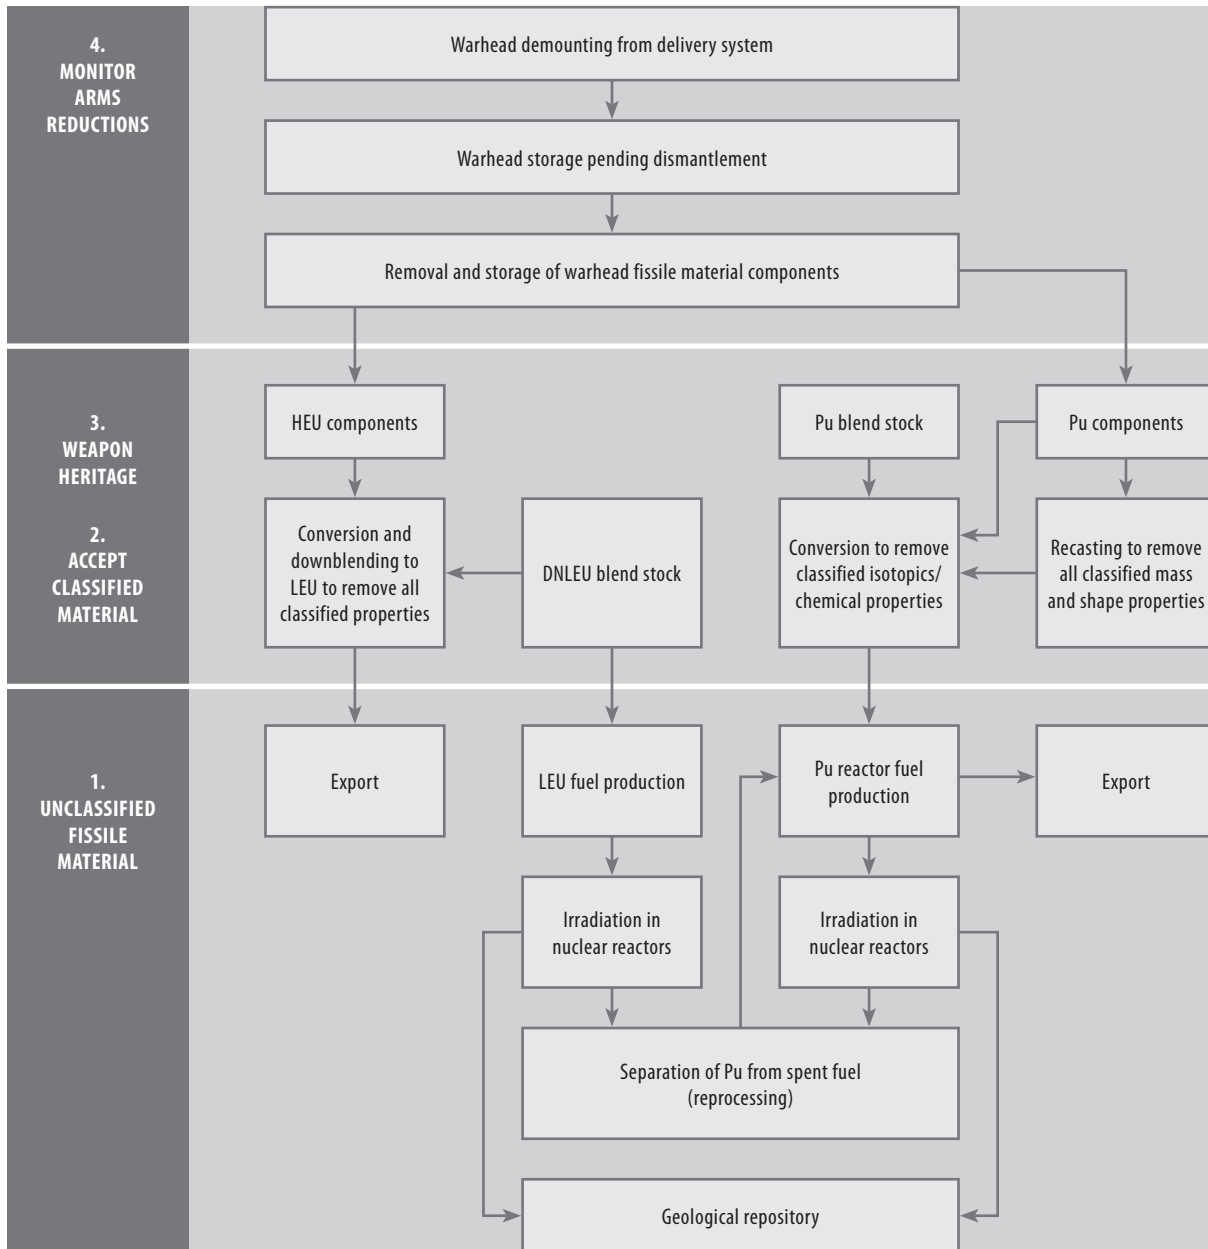 4.
MONITOR
ARMS
REDUCTIONS
Warhead demounting from delivery system
Warhead storage pending dismantlement
Removal and storage of warhead fissile material components
3.
WEAPON
HERITAGE
2.
ACCEPT
CLASSIFIED
MATERIAL
HEU components
Pu blend stock
Pu components
Conversion and
downblending to
LEU to remove all
classified properties
DNLEU blend stock
Conversion to remove
classified isotopics/
chemical properties
Recasting to remove
all classified mass
and shape properties
1.
UNCLASSIFIED
FISSILE
MATERIAL
Export
LEU fuel production
Pu reactor fuel
production
Export
Irradiation in
nuclear reactors
Irradiation in
nuclear reactors
Separation of Pu from spent fuel
(reprocessing)
Geological repository